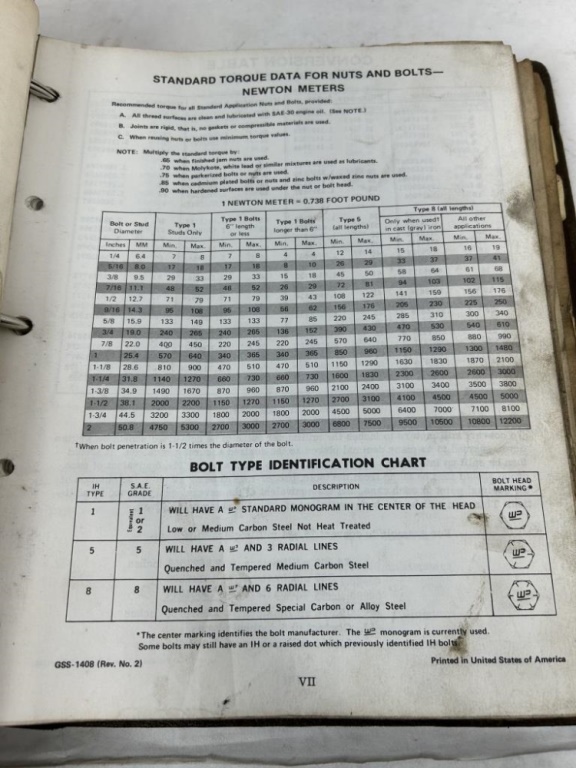 STANDARD TORQUE DATA FOR NUTS AND BOLTS—
NEWTON METERS
Recommended torque for all Standard Application Nuts and Bolts, provided:
A. All thread surfaces are clean and lubricated with SAE-30 engine oil. (See NOTE.)
B. Joints are rigid, that is, no gaskets or compressible materials are used.
C. When reusing nuts or bolts use minimum torque values.
NOTE: Multiply the standard torque by:
.65 when finished jam nuts are used.
.70 when Molykote, white lead or similar mixtures are used as lubricants.
.75 when parkerized bolts or nuts are used.
.85 when cadmium plated bolts or nuts and zinc bolts w/waxed zinc nuts are used.
.90 when hardened surfaces are used under the nut or bolt head.
1 NEWTON METER = 0.738 FOOT POUND
Bolt or Stud Diameter Type 1 Studs Only Type 1 Bolts 6" length or less Type 1 Bolts longer than 6" Type 5 (all lengths) Type 8 (all lengths)
Only when used† in cast (gray) iron All other applications
Inches MM Min. Max. Min. Max. Min. Max. Min. Max. Min. Max. Min. Max.
1/4 6.4 7 8 7 8 4 4 12 14 15 18 16 19
5/16 8.0 17 19 17 19 8 10 26 29 33 37 37 41
3/8 9.5 29 33 29 33 15 18 45 50 58 64 61 68
7/16 11.1 48 52 48 52 26 29 72 81 94 103 102 115
1/2 12.7 71 79 71 79 39 43 108 122 141 159 156 176
9/16 14.3 95 108 95 108 56 62 156 176 205 230 225 250
5/8 15.9 133 149 133 133 77 85 220 245 285 310 300 340
3/4 19.0 240 265 240 265 136 152 390 430 470 530 540 610
7/8 22.0 400 450 220 245 220 245 570 640 770 850 880 990
1 25.4 570 640 340 365 340 365 850 960 1150 1290 1300 1480
1-1/8 28.6 810 900 470 510 470 510 1150 1290 1630 1830 1870 2100
1-1/4 31.8 1140 1270 660 730 660 730 1600 1830 2300 2600 2600 3000
1-3/8 34.9 1490 1670 870 960 870 960 2100 2400 3100 3400 3500 3800
1-1/2 38.1 2000 2200 1150 1270 1150 1270 2700 3100 4100 4500 4500 5000
1-3/4 44.5 3200 3300 1800 2000 1800 2000 4500 5000 6400 7000 7100 8100
2 50.8 4750 5300 2700 3000 2700 3000 6800 7500 9500 10500 10800 12200
†When bolt penetration is 1-1/2 times the diameter of the bolt.
BOLT TYPE IDENTIFICATION CHART
IH TYPE S.A.E. GRADE DESCRIPTION BOLT HEAD MARKING*
1 1 or 2 WILL HAVE A STANDARD MONOGRAM IN THE CENTER OF THE HEAD
Low or Medium Carbon Steel Not Heat Treated
5 5 WILL HAVE A AND 3 RADIAL LINES
Quenched and Tempered Medium Carbon Steel
8 8 WILL HAVE A AND 6 RADIAL LINES
Quenched and Tempered Special Carbon or Alloy Steel
*The center marking identifies the bolt manufacturer. The monogram is currently used.
Some bolts may still have an IH or a raised dot which previously identified IH bolts.
GSS-1408 (Rev. No. 2) Printed in United States of America
VII